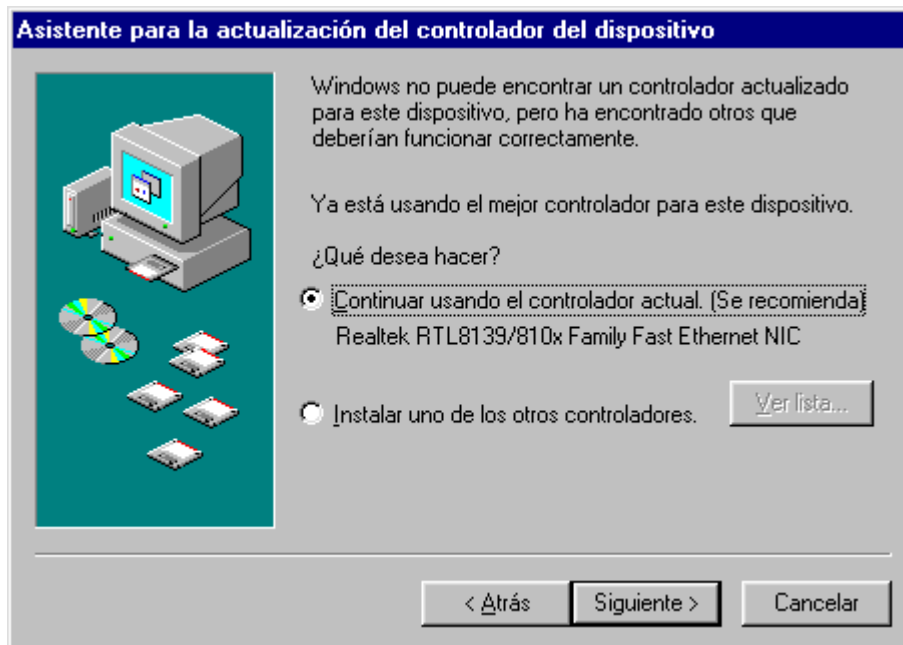 Asistente para la actualización del controlador del dispositivo
Windows no puede encontrar un controlador actualizado
para este dispositivo, pero ha encontrado otros que
deberían funcionar correctamente.
Ya está usando el mejor controlador para este dispositivo.
¿Qué desea hacer?
Continuar usando el controlador actual. (Se recomienda)
Realtek RTL8139/810x Family Fast Ethernet NIC
Instalar uno de los otros controladores.
Ver lista...
< Atrás
Siguiente >
Cancelar